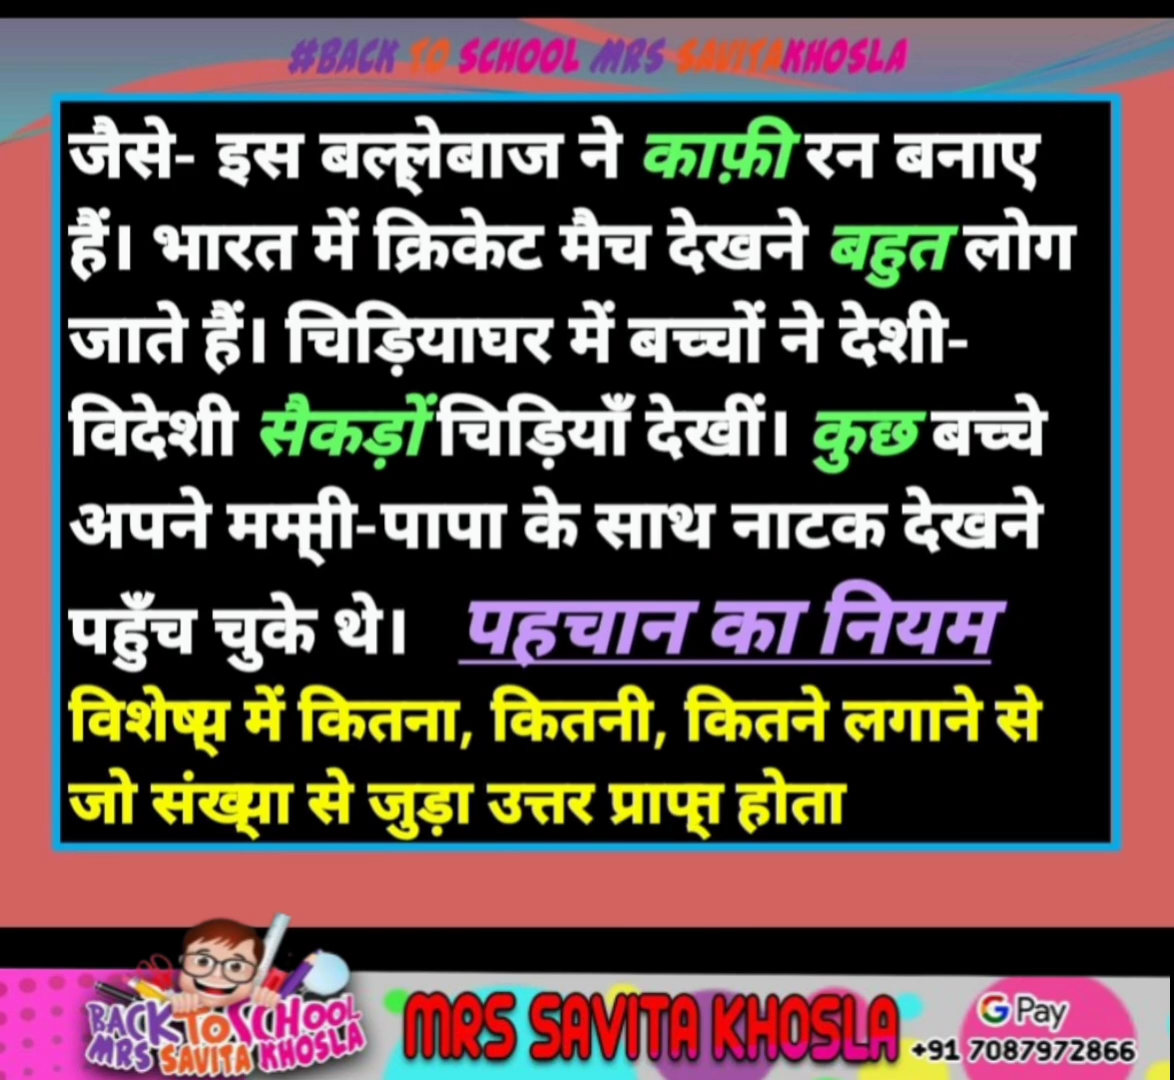 #BACK TO SCHOOL MRS SAVITAKHOSLA
जैसे- इस बल्लेबाज ने काफ़ी रन बनाए
हैं। भारत में क्रिकेट मैच देखने बहुत लोग
जाते हैं। चिड़ियाघर में बच्चों ने देशी-
विदेशी सैकड़ों चिड़ियाँ देखीं। कुछ बच्चे
अपने मम्मी-पापा के साथ नाटक देखने
पहुँच चुके थे। पहचान का नियम
विशेष्य में कितना, कितनी, कितने लगाने से
जो संख्या से जुड़ा उत्तर प्राप्त होता
BACK TO SCHOOL
MRS SAVITA KHOSLA
MRS SAVITA KHOSLA
G Pay
+91 7087972866